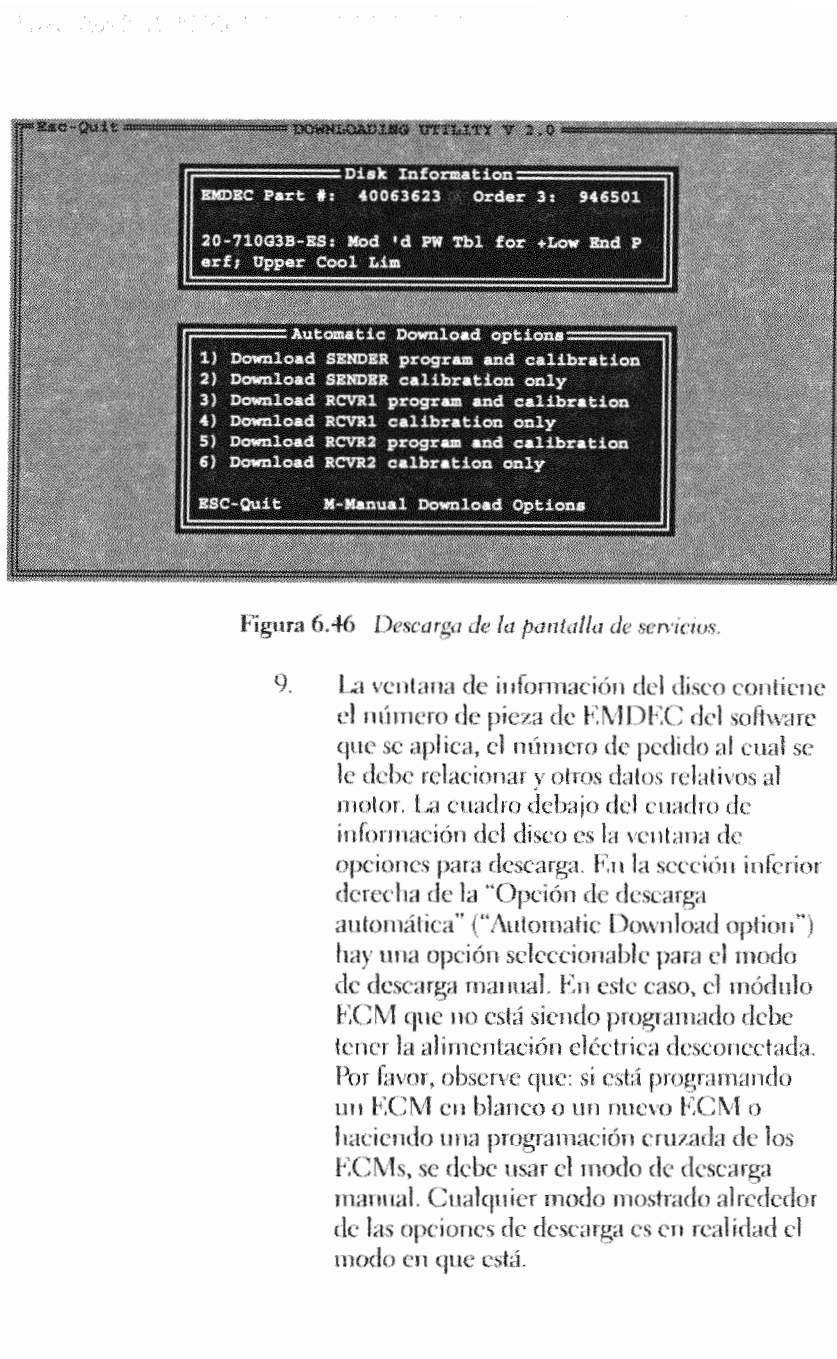 Esc-Quit DOWNLOADING UTILITY V 2.0
Disk Information
EMDEC Part #: 40063623 Order 3: 946501
20-710G3B-ES: Mod 'd PW Tbl for +Low End P
erf; Upper Cool Lim
Automatic Download options
1) Download SENDER program and calibration
2) Download SENDER calibration only
3) Download RCVR1 program and calibration
4) Download RCVR1 calibration only
5) Download RCVR2 program and calibration
6) Download RCVR2 calbration only
ESC-Quit M-Manual Download Options
Figura 6.46 Descarga de la pantalla de servicios.
9. La ventana de información del disco contiene
el número de pieza de EMDEC del software
que se aplica, el número de pedido al cual se
le debe relacionar y otros datos relativos al
motor. La cuadro debajo del cuadro de
información del disco es la ventana de
opciones para descarga. En la sección inferior
derecha de la “Opción de descarga
automática” (“Automatic Download option”)
hay una opción seleccionable para el modo
de descarga manual. En este caso, el módulo
ECM que no está siendo programado debe
tener la alimentación eléctrica desconectada.
Por favor, observe que: si está programando
un ECM en blanco o un nuevo ECM o
haciendo una programación cruzada de los
ECMs, se debe usar el modo de descarga
manual. Cualquier modo mostrado alrededor
de las opciones de descarga es en realidad el
modo en que está.